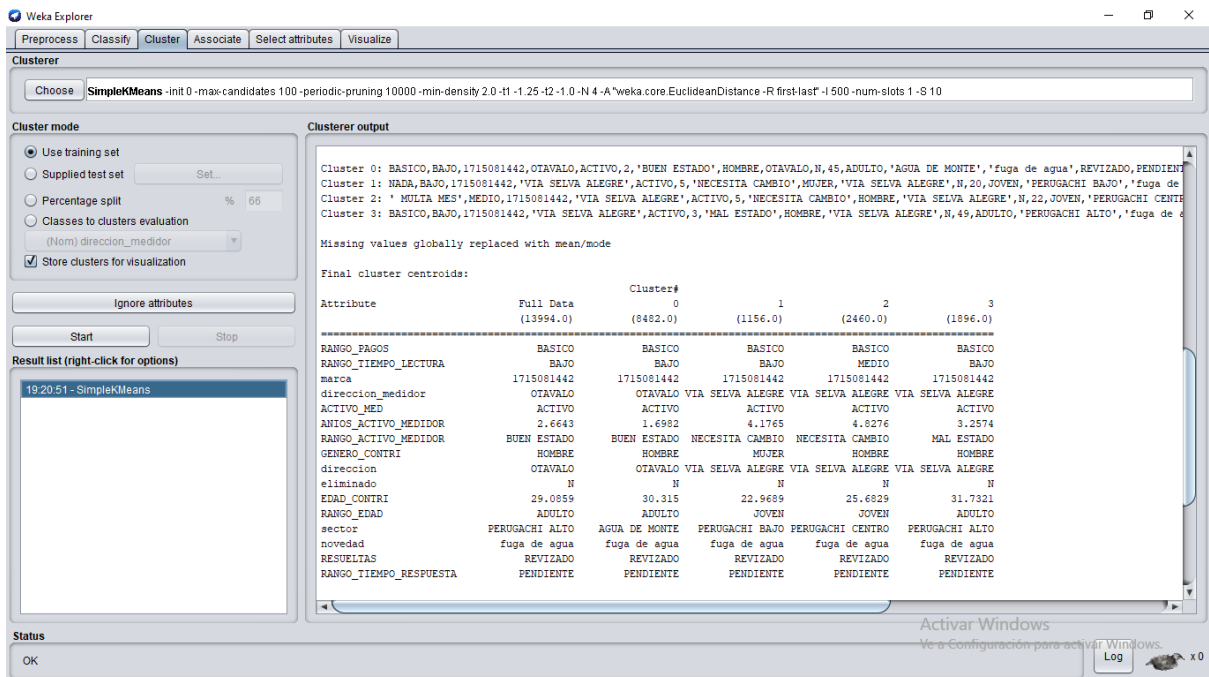 Weka Explorer
Preprocess Classify Cluster Associate Select attributes Visualize
Clusterer
Choose SimpleKMeans -init 0 -max-candidates 100 -periodic-pruning 10000 -min-density 2.0 -t1 -1.25 -t2 -1.0 -N 4 -A "weka.core.EuclideanDistance -R first-last" -I 500 -num-slots 1 -S 10
Cluster mode
Use training set
Supplied test set Set...
Percentage split % 66
Classes to clusters evaluation
(Nom) direccion_medidor
Store clusters for visualization
Ignore attributes
Start Stop
Result list (right-click for options)
19:20:51 - SimpleKMeans
Clusterer output
Cluster 0: BASICO,BAJO,1715081442,OTAVALO,ACTIVO,2,'BUEN ESTADO',HOMBRE,OTAVALO,N,45,ADULTO,'AGUA DE MONTE','fuga de agua',REVIZADO,PENDIENT
Cluster 1: NADA,BAJO,1715081442,'VIA SELVA ALEGRE',ACTIVO,5,'NECESITA CAMBIO',MUJER,'VIA SELVA ALEGRE',N,20,JOVEN,'PERUGACHI BAJO','fuga de
Cluster 2: ' MULTA MES',MEDIO,1715081442,'VIA SELVA ALEGRE',ACTIVO,5,'NECESITA CAMBIO',HOMBRE,'VIA SELVA ALEGRE',N,22,JOVEN,'PERUGACHI CENTR
Cluster 3: BASICO,BAJO,1715081442,'VIA SELVA ALEGRE',ACTIVO,3,'MAL ESTADO',HOMBRE,'VIA SELVA ALEGRE',N,49,ADULTO,'PERUGACHI ALTO','fuga de a
Missing values globally replaced with mean/mode
Final cluster centroids:
Cluster#
Attribute Full Data 0 1 2 3
(13994.0) (8482.0) (1156.0) (2460.0) (1896.0)
RANGO_PAGOS BASICO BASICO BASICO BASICO BASICO
RANGO_TIEMPO_LECTURA BAJO BAJO BAJO MEDIO BAJO
marca 1715081442 1715081442 1715081442 1715081442 1715081442
direccion_medidor OTAVALO OTAVALO VIA SELVA ALEGRE VIA SELVA ALEGRE VIA SELVA ALEGRE
ACTIVO_MED ACTIVO ACTIVO ACTIVO ACTIVO ACTIVO
ANIOS_ACTIVO_MEDIDOR 2.6643 1.6982 4.1765 4.8276 3.2574
RANGO_ACTIVO_MEDIDOR BUEN ESTADO BUEN ESTADO NECESITA CAMBIO NECESITA CAMBIO MAL ESTADO
GENERO_CONTRI HOMBRE HOMBRE MUJER HOMBRE HOMBRE
direccion OTAVALO OTAVALO VIA SELVA ALEGRE VIA SELVA ALEGRE VIA SELVA ALEGRE
eliminado N N N N N
EDAD_CONTRI 29.0859 30.315 22.9689 25.6829 31.7321
RANGO_EDAD ADULTO ADULTO JOVEN JOVEN ADULTO
sector PERUGACHI ALTO AGUA DE MONTE PERUGACHI BAJO PERUGACHI CENTRO PERUGACHI ALTO
novedad fuga de agua fuga de agua fuga de agua fuga de agua fuga de agua
RESUELTAS REVIZADO REVIZADO REVIZADO REVIZADO REVIZADO
RANGO_TIEMPO_RESPUESTA PENDIENTE PENDIENTE PENDIENTE PENDIENTE PENDIENTE
Activar Windows
Ve a Configuración para activar Windows.
Status
OK
Log
x 0